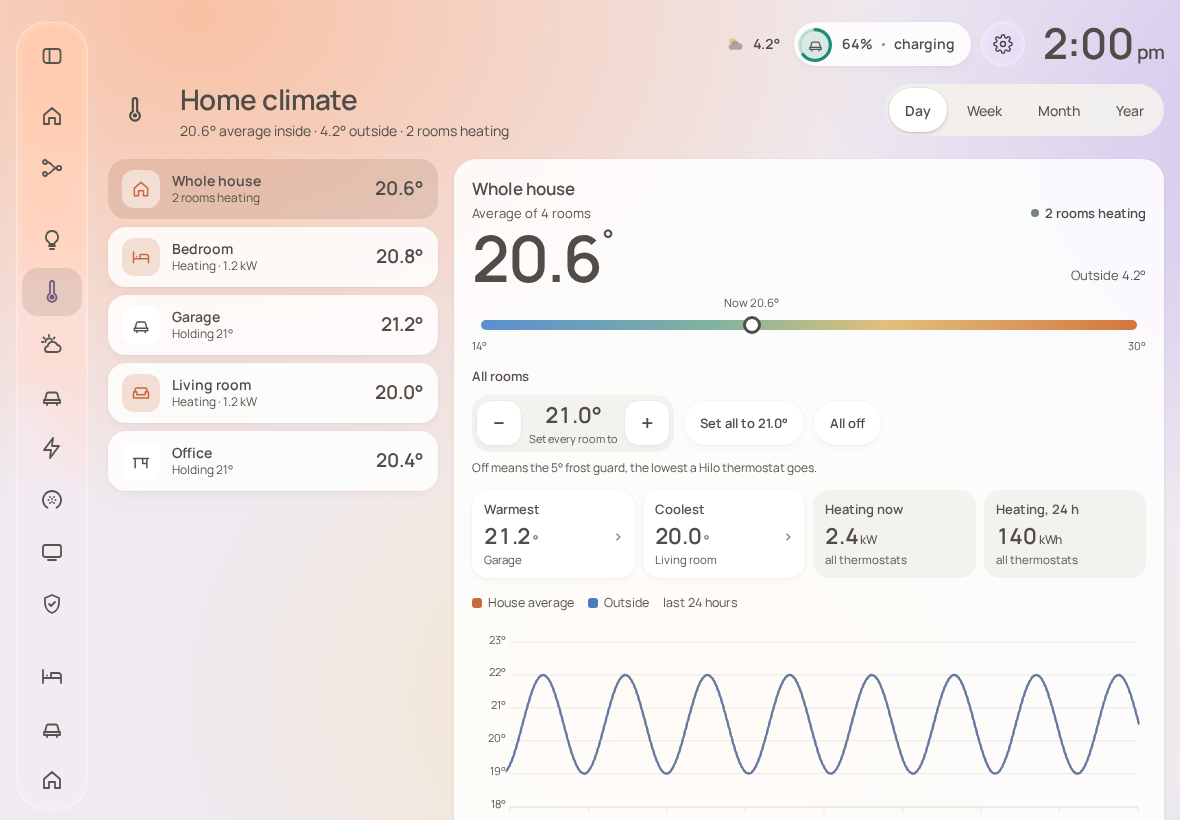 4.2°
64% · charging
2:00 pm
Home climate
20.6° average inside · 4.2° outside · 2 rooms heating
Day
Week
Month
Year
Whole house
2 rooms heating
20.6°
Bedroom
Heating · 1.2 kW
20.8°
Garage
Holding 21°
21.2°
Living room
Heating · 1.2 kW
20.0°
Office
Holding 21°
20.4°
Whole house
Average of 4 rooms
2 rooms heating
20.6°
Outside 4.2°
Now 20.6°
14°
30°
All rooms
−
21.0°
Set every room to
+
Set all to 21.0°
All off
Off means the 5° frost guard, the lowest a Hilo thermostat goes.
Warmest
21.2°
Garage
Coolest
20.0°
Living room
Heating now
2.4 kW
all thermostats
Heating, 24 h
140 kWh
all thermostats
House average
Outside
last 24 hours
23°
22°
21°
20°
19°
18°